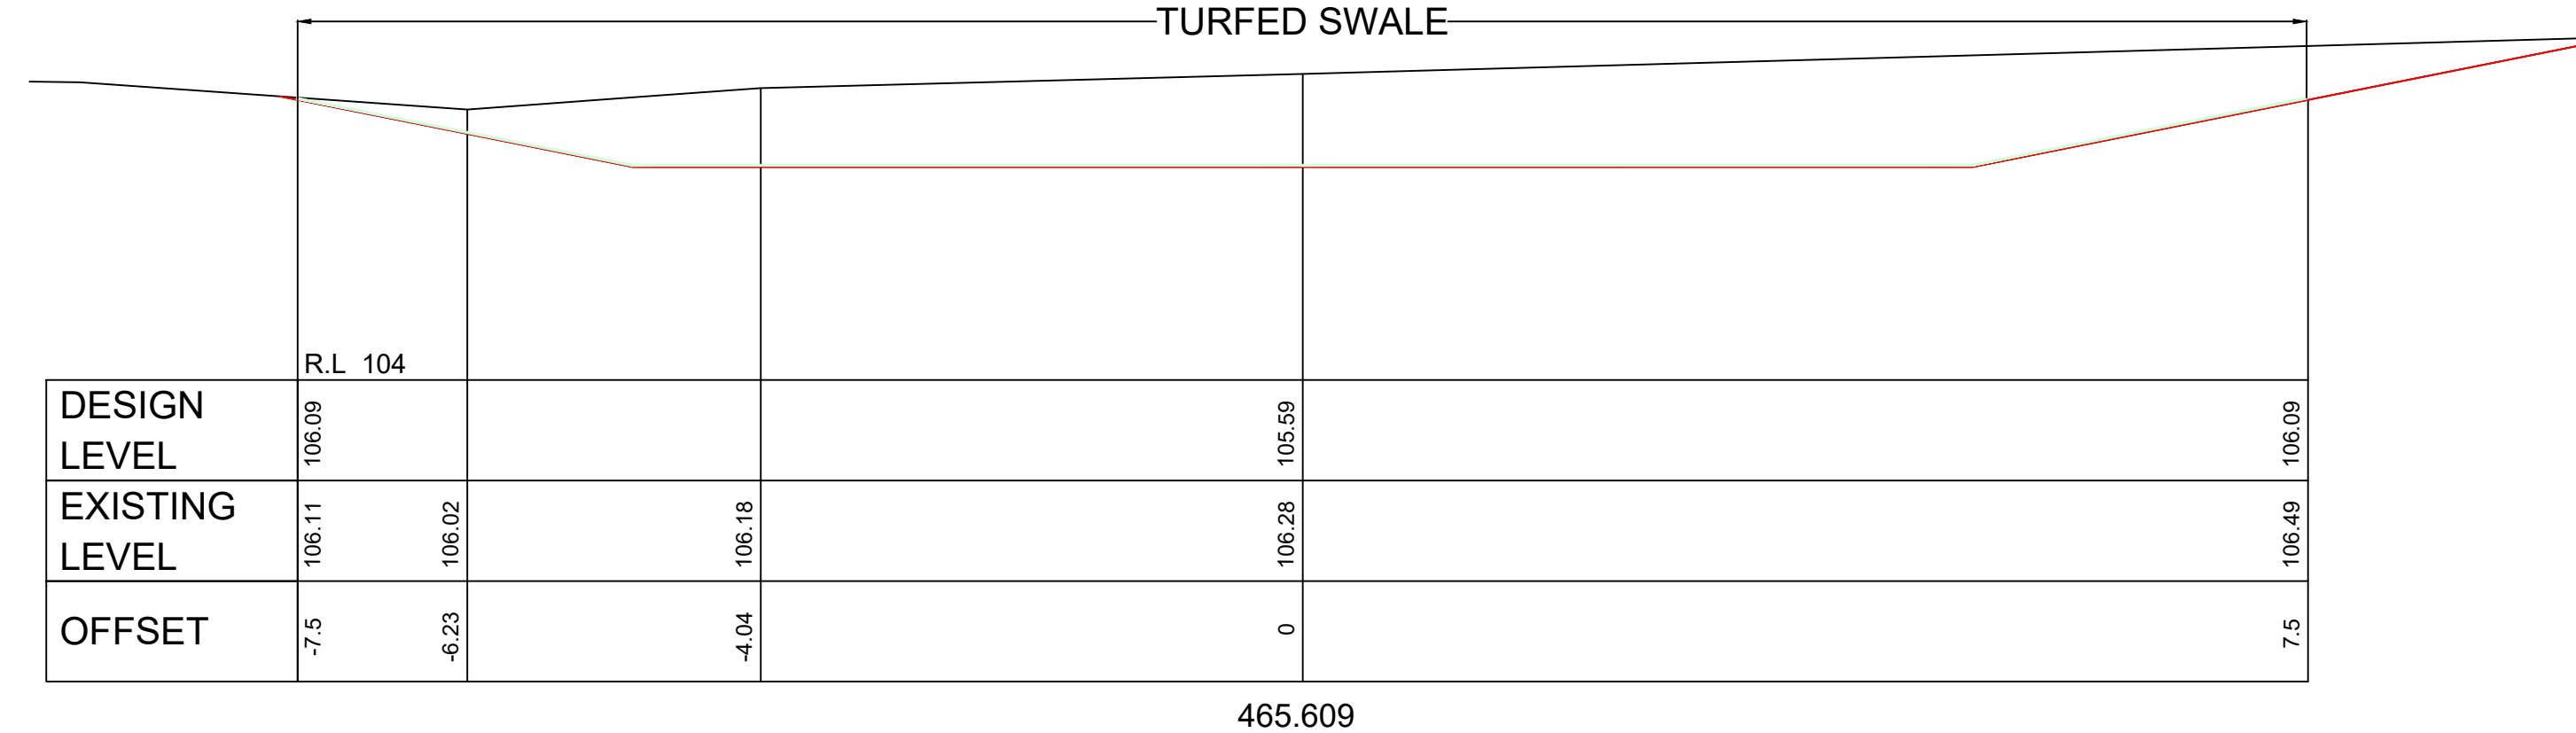 TURFED SWALE
R.L 104
DESIGN
LEVEL
106.09
105.59
106.09
EXISTING
LEVEL
106.11
106.02
106.18
106.28
106.49
OFFSET
-7.5
-6.23
-4.04
0
7.5
465.609